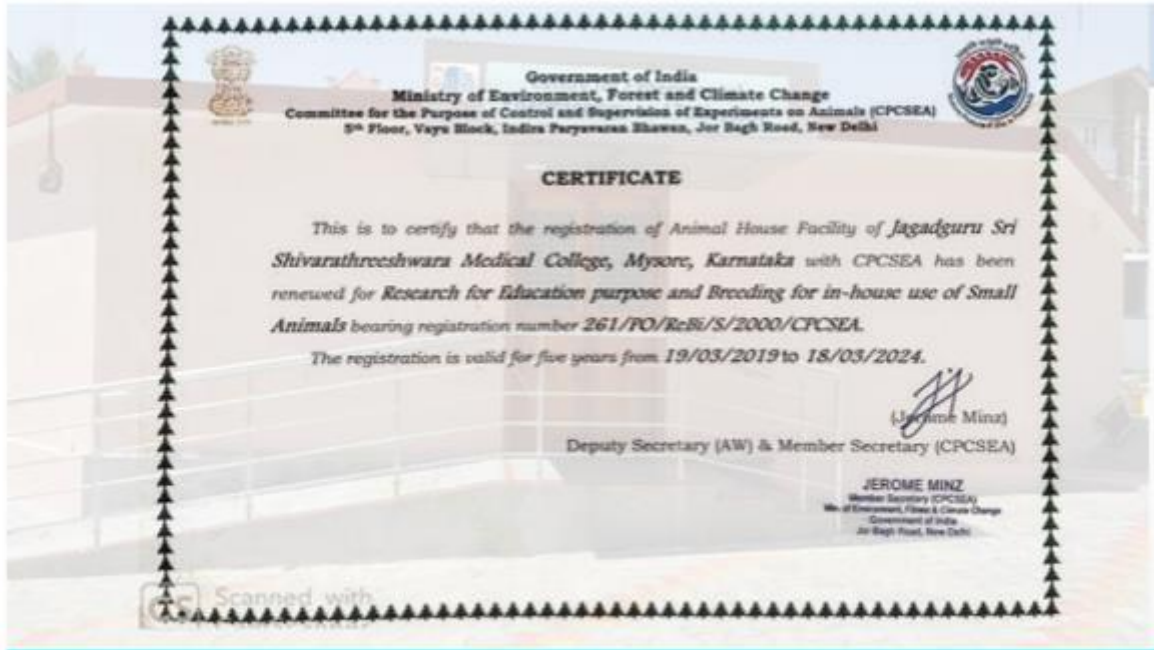 Government of India
Ministry of Environment, Forest and Climate Change
Committee for the Purpose of Control and Supervision of Experiments on Animals (CPCSEA)
5th Floor, Vayu Block, Indira Paryavaran Bhawan, Jor Bagh Road, New Delhi
CERTIFICATE
This is to certify that the registration of Animal House Facility of Jagadguru Sri
Shivarathreeshwara Medical College, Mysore, Karnataka with CPCSEA has been
renewed for Research for Education purpose and Breeding for in-house use of Small
Animals bearing registration number 261/PO/ReBi/S/2000/CPCSEA.
The registration is valid for five years from 19/03/2019 to 18/03/2024.
(Jerome Minz)
Deputy Secretary (AW) & Member Secretary (CPCSEA)
JEROME MINZ
Member Secretary (CPCSEA)
Min. of Environment, & Climate Change
Government of India
Jor Bagh Road, New Delhi
CS Scanned with